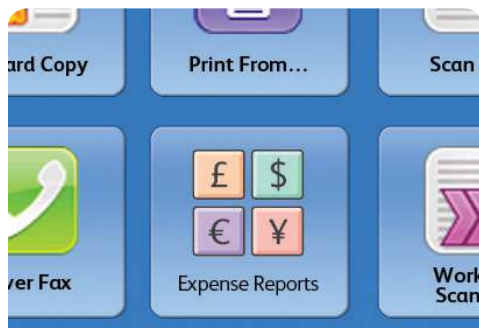 ard Copy
Print From...
Scan
£ $
€ ¥
ver Fax
Expense Reports
Work
Scan